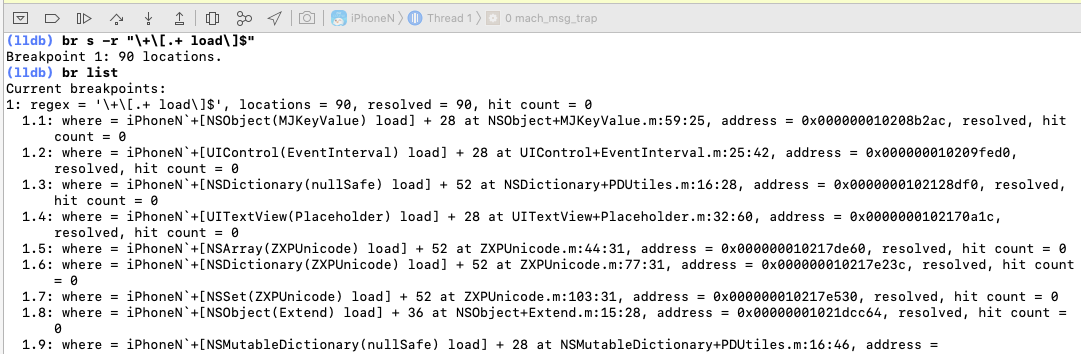 iPhoneN 〉 Thread 1 〉 0 mach_msg_trap
(lldb) br s -r "\+\[.+ load\]$"
Breakpoint 1: 90 locations.
(lldb) br list
Current breakpoints:
1: regex = '\+\[.+ load\]$', locations = 90, resolved = 90, hit count = 0
1.1: where = iPhoneN`+[NSObject(MJKeyValue) load] + 28 at NSObject+MJKeyValue.m:59:25, address = 0x000000010208b2ac, resolved, hit
count = 0
1.2: where = iPhoneN`+[UIControl(EventInterval) load] + 28 at UIControl+EventInterval.m:25:42, address = 0x000000010209fed0,
resolved, hit count = 0
1.3: where = iPhoneN`+[NSDictionary(nullSafe) load] + 52 at NSDictionary+PDUtiles.m:16:28, address = 0x0000000102128df0, resolved,
hit count = 0
1.4: where = iPhoneN`+[UITextView(Placeholder) load] + 28 at UITextView+Placeholder.m:32:60, address = 0x0000000102170a1c,
resolved, hit count = 0
1.5: where = iPhoneN`+[NSArray(ZXPUnicode) load] + 52 at ZXPUnicode.m:44:31, address = 0x000000010217de60, resolved, hit count = 0
1.6: where = iPhoneN`+[NSDictionary(ZXPUnicode) load] + 52 at ZXPUnicode.m:77:31, address = 0x000000010217e23c, resolved, hit count
= 0
1.7: where = iPhoneN`+[NSSet(ZXPUnicode) load] + 52 at ZXPUnicode.m:103:31, address = 0x000000010217e530, resolved, hit count = 0
1.8: where = iPhoneN`+[NSObject(Extend) load] + 36 at NSObject+Extend.m:15:28, address = 0x00000001021dcc64, resolved, hit count =
0
1.9: where = iPhoneN`+[NSMutableDictionary(nullSafe) load] + 28 at NSMutableDictionary+PDUtiles.m:16:46, address =